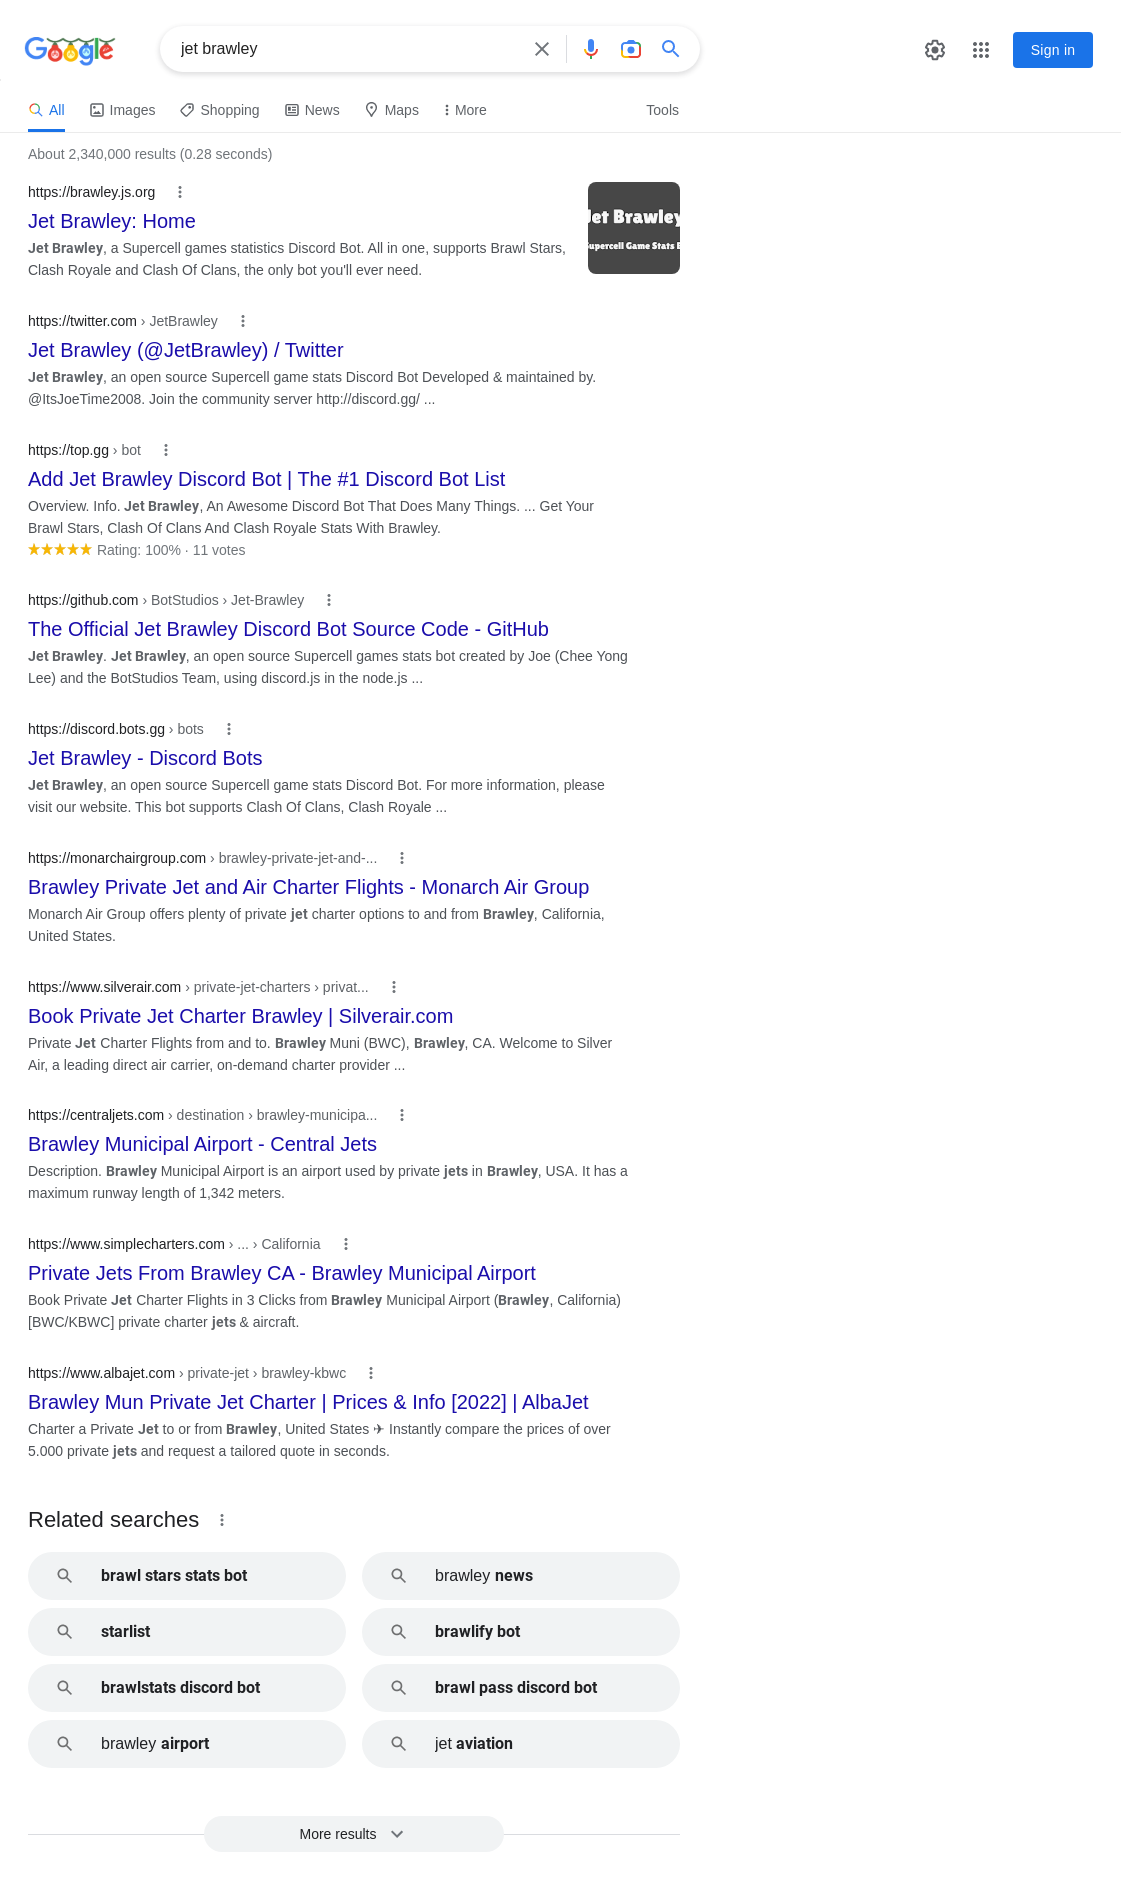 Google
jet brawley
Sign in
All
Images
Shopping
News
Maps
More
Tools
About 2,340,000 results (0.28 seconds)
https://brawley.js.org
Jet Brawley: Home
Jet Brawley, a Supercell games statistics Discord Bot. All in one, supports Brawl Stars,
Clash Royale and Clash Of Clans, the only bot you'll ever need.
Jet Brawley
Supercell Game Stats
https://twitter.com › JetBrawley
Jet Brawley (@JetBrawley) / Twitter
Jet Brawley, an open source Supercell game stats Discord Bot Developed & maintained by.
@ItsJoeTime2008. Join the community server http://discord.gg/ ...
https://top.gg › bot
Add Jet Brawley Discord Bot | The #1 Discord Bot List
Overview. Info. Jet Brawley, An Awesome Discord Bot That Does Many Things. ... Get Your
Brawl Stars, Clash Of Clans And Clash Royale Stats With Brawley.
★★★★★ Rating: 100% · 11 votes
https://github.com › BotStudios › Jet-Brawley
The Official Jet Brawley Discord Bot Source Code - GitHub
Jet Brawley. Jet Brawley, an open source Supercell games stats bot created by Joe (Chee Yong
Lee) and the BotStudios Team, using discord.js in the node.js ...
https://discord.bots.gg › bots
Jet Brawley - Discord Bots
Jet Brawley, an open source Supercell game stats Discord Bot. For more information, please
visit our website. This bot supports Clash Of Clans, Clash Royale ...
https://monarchairgroup.com › brawley-private-jet-and-...
Brawley Private Jet and Air Charter Flights - Monarch Air Group
Monarch Air Group offers plenty of private jet charter options to and from Brawley, California,
United States.
https://www.silverair.com › private-jet-charters › privat...
Book Private Jet Charter Brawley | Silverair.com
Private Jet Charter Flights from and to. Brawley Muni (BWC), Brawley, CA. Welcome to Silver
Air, a leading direct air carrier, on-demand charter provider ...
https://centraljets.com › destination › brawley-municipa...
Brawley Municipal Airport - Central Jets
Description. Brawley Municipal Airport is an airport used by private jets in Brawley, USA. It has a
maximum runway length of 1,342 meters.
https://www.simplecharters.com › ... › California
Private Jets From Brawley CA - Brawley Municipal Airport
Book Private Jet Charter Flights in 3 Clicks from Brawley Municipal Airport (Brawley, California)
[BWC/KBWC] private charter jets & aircraft.
https://www.albajet.com › private-jet › brawley-kbwc
Brawley Mun Private Jet Charter | Prices & Info [2022] | AlbaJet
Charter a Private Jet to or from Brawley, United States ✈ Instantly compare the prices of over
5.000 private jets and request a tailored quote in seconds.
Related searches
brawl stars stats bot
brawley news
starlist
brawlify bot
brawlstats discord bot
brawl pass discord bot
brawley airport
jet aviation
More results